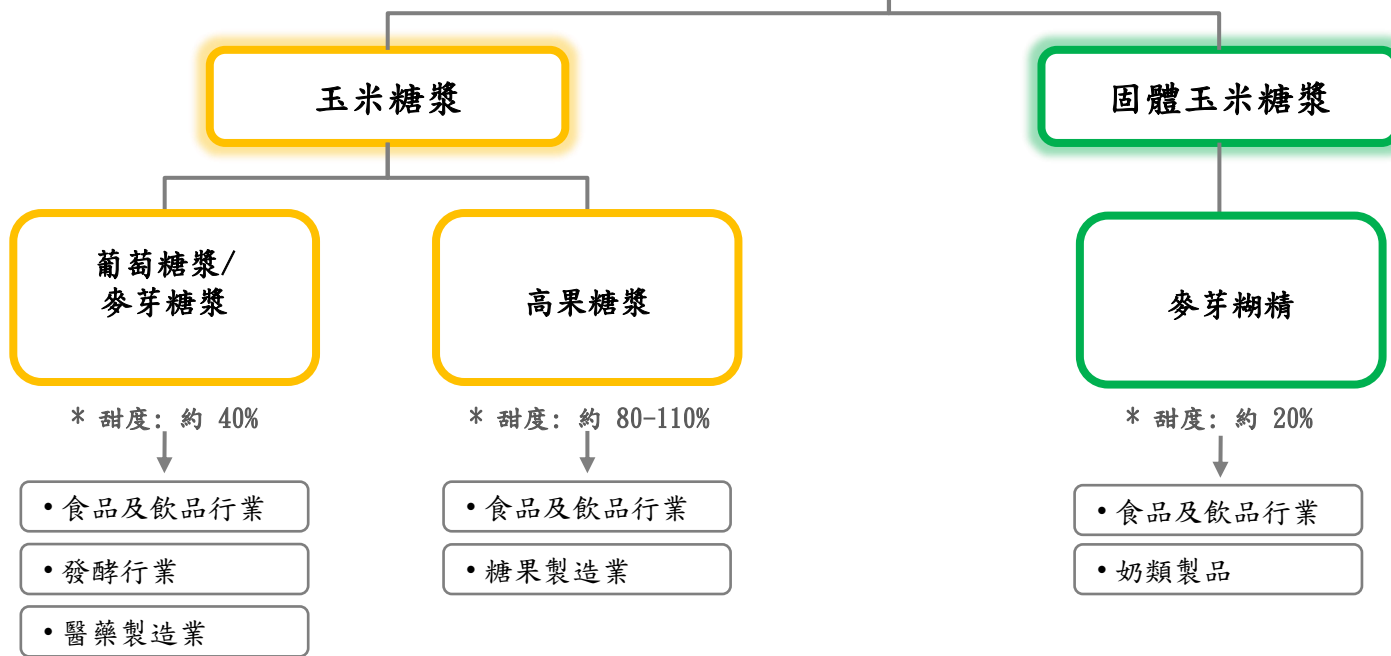 玉米糖漿
固體玉米糖漿
葡萄糖漿/
麥芽糖漿
高果糖漿
麥芽糊精
* 甜度: 約 40%
* 甜度: 約 80-110%
* 甜度: 約 20%
• 食品及飲品行業
• 發酵行業
• 醫藥製造業
• 食品及飲品行業
• 糖果製造業
• 食品及飲品行業
• 奶類製品